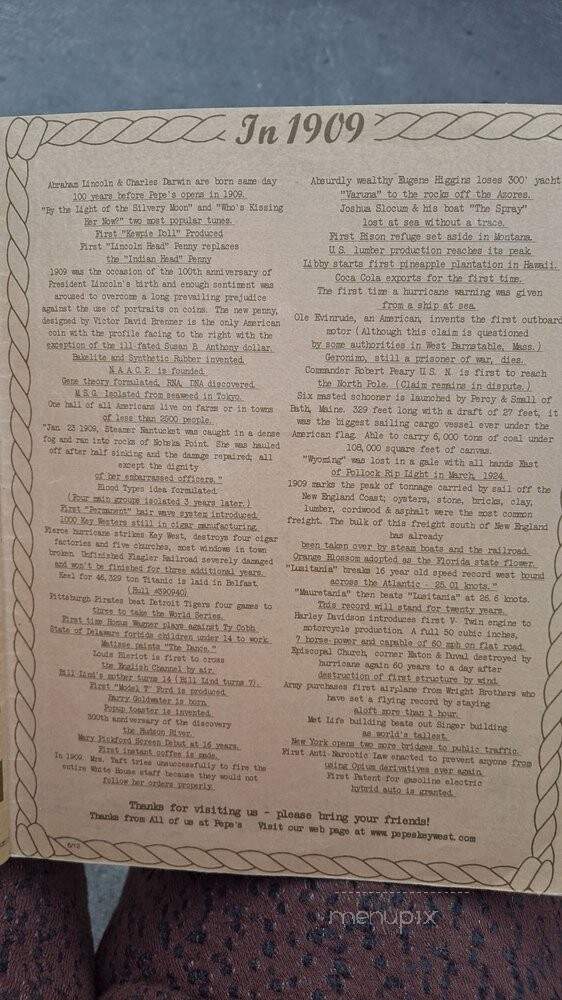 In 1909
Abraham Lincoln & Charles Darwin are born same day
100 years before Pepe's opens in 1909.
"By the Light of the Silvery Moon" and "Who's Kissing
Her Now?" two most popular tunes.
First "Kewpie Doll" Produced
First "Lincoln Head" Penny replaces
the "Indian Head" Penny
1909 was the occasion of the 100th anniversary of
President Lincoln's birth and enough sentiment was
aroused to overcome a long prevailing prejudice
against the use of portraits on coins. The new penny,
designed by Victor David Brenner is the only American
coin with the profile facing to the right with the
exception of the ill-fated Susan B. Anthony dollar.
Bakelite and Synthetic Rubber invented.
N.A.A.C.P. is founded.
Gene theory formulated, RNA, DNA discovered.
M.S.G. Isolated from seaweed in Tokyo.
One half of all Americans live on farms or in towns
of less than 2500 people.
"Jan 23 1909, Steamer Nantucket was caught in a dense
fog and ran into rocks of Nobska Point. She was hauled
off after half sinking and the damage repaired; all
except the dignity
of her embarrassed officers."
Blood Types idea formulated
(Four main groups isolated 3 years later.)
First "Permanent" hair wave system introduced.
1000 Key Westers still in cigar manufacturing.
Fierce hurricane strikes Key West, destroys four cigar
factories and five churches, most windows in town
broken. Unfinished Flagler Railroad severely damaged
and won't be finished for three additional years.
Keel for 46,329 ton Titanic is laid in Belfast
(Hull #390940)
Pittsburgh Pirates beat Detroit Tigers four games to
three to take the World Series.
First time Honus Wagner plays against Ty Cobb.
State of Delaware forbids children under 14 to work.
Matisse paints "The Dance."
Louis Bleriot is first to cross
the English Channel by air.
Bill Lind's mother turns 14 (Bill Lind turns 7).
First "Model T" Ford is produced.
Barry Goldwater is born.
Popup toaster is invented.
300th anniversary of the discovery
the Hudson River.
Mary Pickford Screen Debut at 16 years.
First instant coffee is made.
In 1909, Mrs. Taft tries unsuccessfully to fire the
entire White House staff because they would not
follow her orders properly.
Absurdly wealthy Eugene Higgins loses 300' yacht
"Varuna" to the rocks off the Azores.
Joshua Slocum & his boat "The Spray"
lost at sea without a trace.
First Bison refuge set aside in Montana.
U.S. lumber production reaches its peak.
Libby starts first pineapple plantation in Hawaii.
Coca Cola exports for the first time.
The first time a hurricane warning was given
from a ship at sea.
Ole Evinrude, an American, invents the first outboard
motor (Although this claim is questioned
by some authorities in West Barnstable, Mass.)
Geronimo, still a prisoner of war, dies.
Commander Robert Peary U.S. N. is first to reach
the North Pole. (Claim remains in dispute.)
Six masted schooner is launched by Percy & Small of
Bath, Maine. 329 feet long with a draft of 27 feet, it
was the biggest sailing cargo vessel ever under the
American flag. Able to carry 6,000 tons of coal under
108,000 square feet of canvas.
"Wyoming" was lost in a gale with all hands East
of Pollock Rip Light in March, 1924.
1909 marks the peak of tonnage carried by sail off the
New England Coast; oysters, stone, bricks, clay,
lumber, cordwood & asphalt were the most common
freight. The bulk of this freight south of New England
has already
been taken over by steam boats and the railroad.
Orange Blossom adopted as the Florida state flower.
"Lusitania" breaks 16 year old speed record west bound
across the Atlantic - 25.01 knots."
"Mauretania" then beats "Lusitania" at 26.6 knots.
This record will stand for twenty years.
Harley Davidson introduces first V- Twin engine to
motorcycle production. A full 50 cubic inches,
7 horse-power and capable of 60 mph on flat road.
Episcopal Church, corner Eaton & Duval destroyed by
hurricane again 60 years to a day after
destruction of first structure by wind.
Army purchases first airplane from Wright Brothers who
have set a flying record by staying
aloft more than 1 hour.
Met Life building beats out Singer building
as world's tallest.
New York opens two more bridges to public traffic.
First Anti-Narcotic Law enacted to prevent anyone from
using Opium derivatives ever again.
First Patent for gasoline electric
hybrid auto is granted.
Thanks for visiting us - please bring your friends!
Thanks from All of us at Pepe's Visit our web page at www.pepeskeywest.com
6/12
menupix